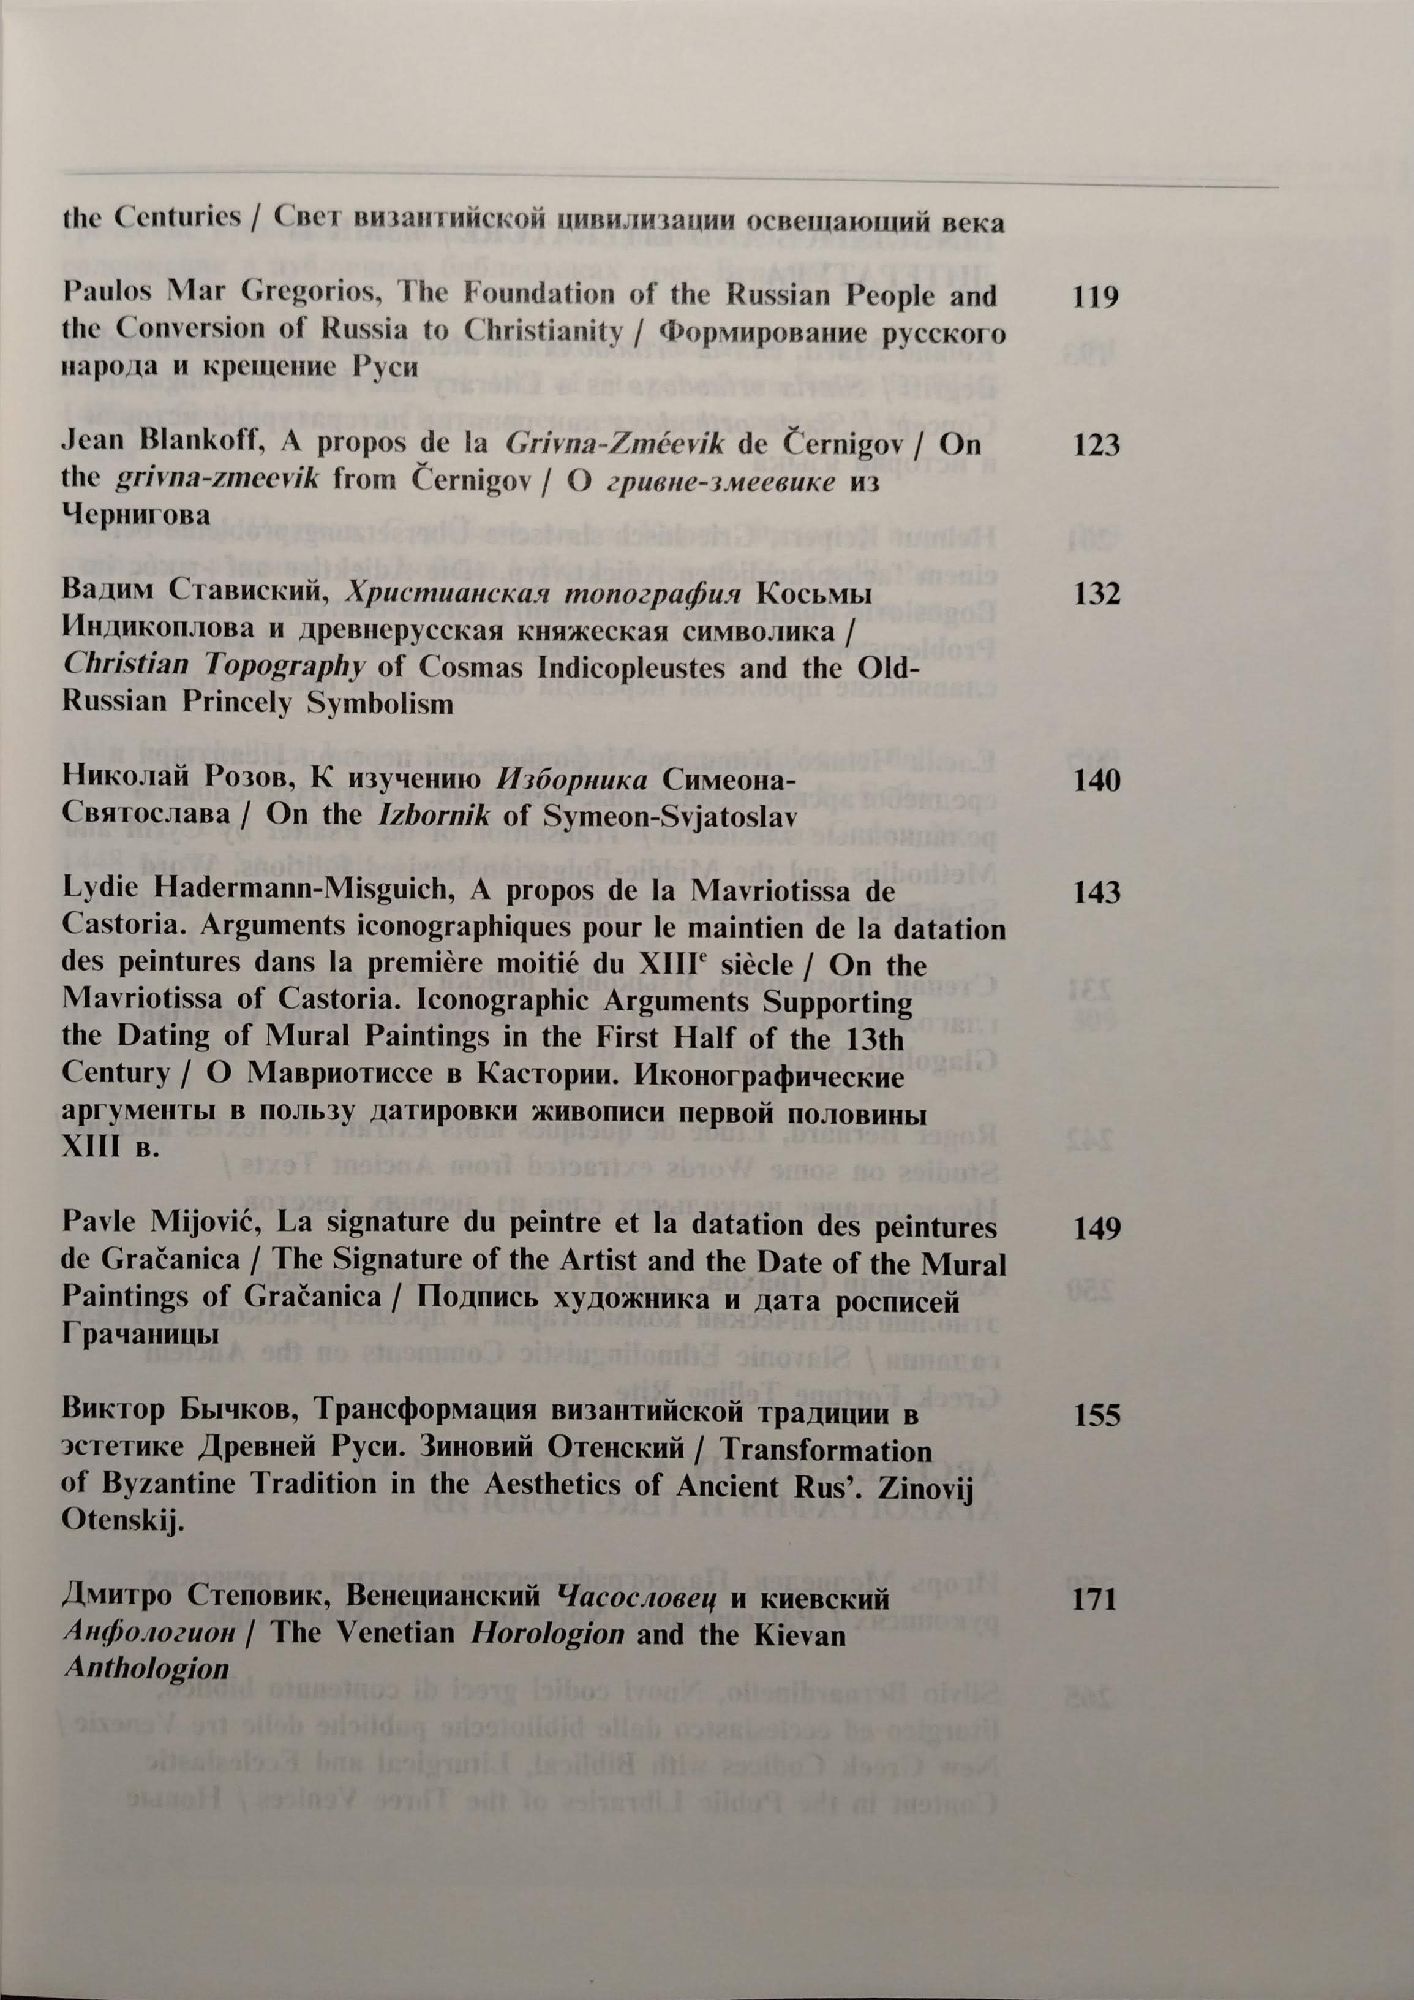 the Centuries / Свет византийской цивилизации освещающий века
Paulos Mar Gregorios, The Foundation of the Russian People and 119
the Conversion of Russia to Christianity / Формирование русского
народа и крещение Руси
Jean Blankoff, A propos de la Grivna-Zméevik de Černigov / On 123
the grivna-zmeevik from Černigov / О гривне-змеевике из
Чернигова
Вадим Ставиский, Христианская топография Косьмы 132
Индикоплова и древнерусская княжеская символика /
Christian Topography of Cosmas Indicopleustes and the Old-
Russian Princely Symbolism
Николай Розов, К изучению Изборника Симеона- 140
Святослава / On the Izbornik of Symeon-Svjatoslav
Lydie Hadermann-Misguich, A propos de la Mavriotissa de 143
Castoria. Arguments iconographiques pour le maintien de la datation
des peintures dans la première moitié du XIIIe siècle / On the
Mavriotissa of Castoria. Iconographic Arguments Supporting
the Dating of Mural Paintings in the First Half of the 13th
Century / О Мавриотиссе в Кастории. Иконографические
аргументы в пользу датировки живописи первой половины
XIII в.
Pavle Mijović, La signature du peintre et la datation des peintures 149
de Gračanica / The Signature of the Artist and the Date of the Mural
Paintings of Gračanica / Подпись художника и дата росписей
Грачаницы
Виктор Бычков, Трансформация византийской традиции в 155
эстетике Древней Руси. Зиновий Отенский / Transformation
of Byzantine Tradition in the Aesthetics of Ancient Rus’. Zinovij
Otenskij.
Дмитро Степовик, Венецианский Часословец и киевский 171
Анфологион / The Venetian Horologion and the Kievan
Anthologion